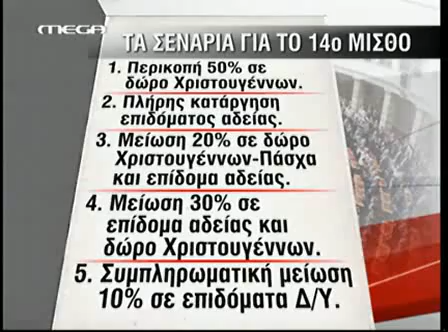 MEGA
ΤΑ ΣΕΝΑΡΙΑ ΓΙΑ ΤΟ 14ο ΜΙΣΘΟ
1. Περικοπή 50% σε
δώρο Χριστουγέννων.
2. Πλήρης κατάργηση
επιδόματος αδείας.
3. Μείωση 20% σε δώρο
Χριστουγέννων-Πάσχα
και επίδομα αδείας.
4. Μείωση 30% σε
επίδομα αδείας και
δώρο Χριστουγέννων.
5. Συμπληρωματική μείωση
10% σε επιδόματα Δ/Υ.